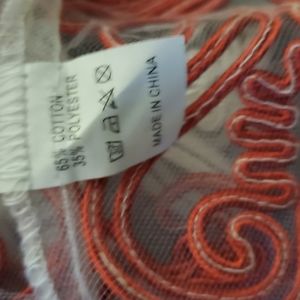 65% COTTON
35% POLYESTER
MADE IN CHINA